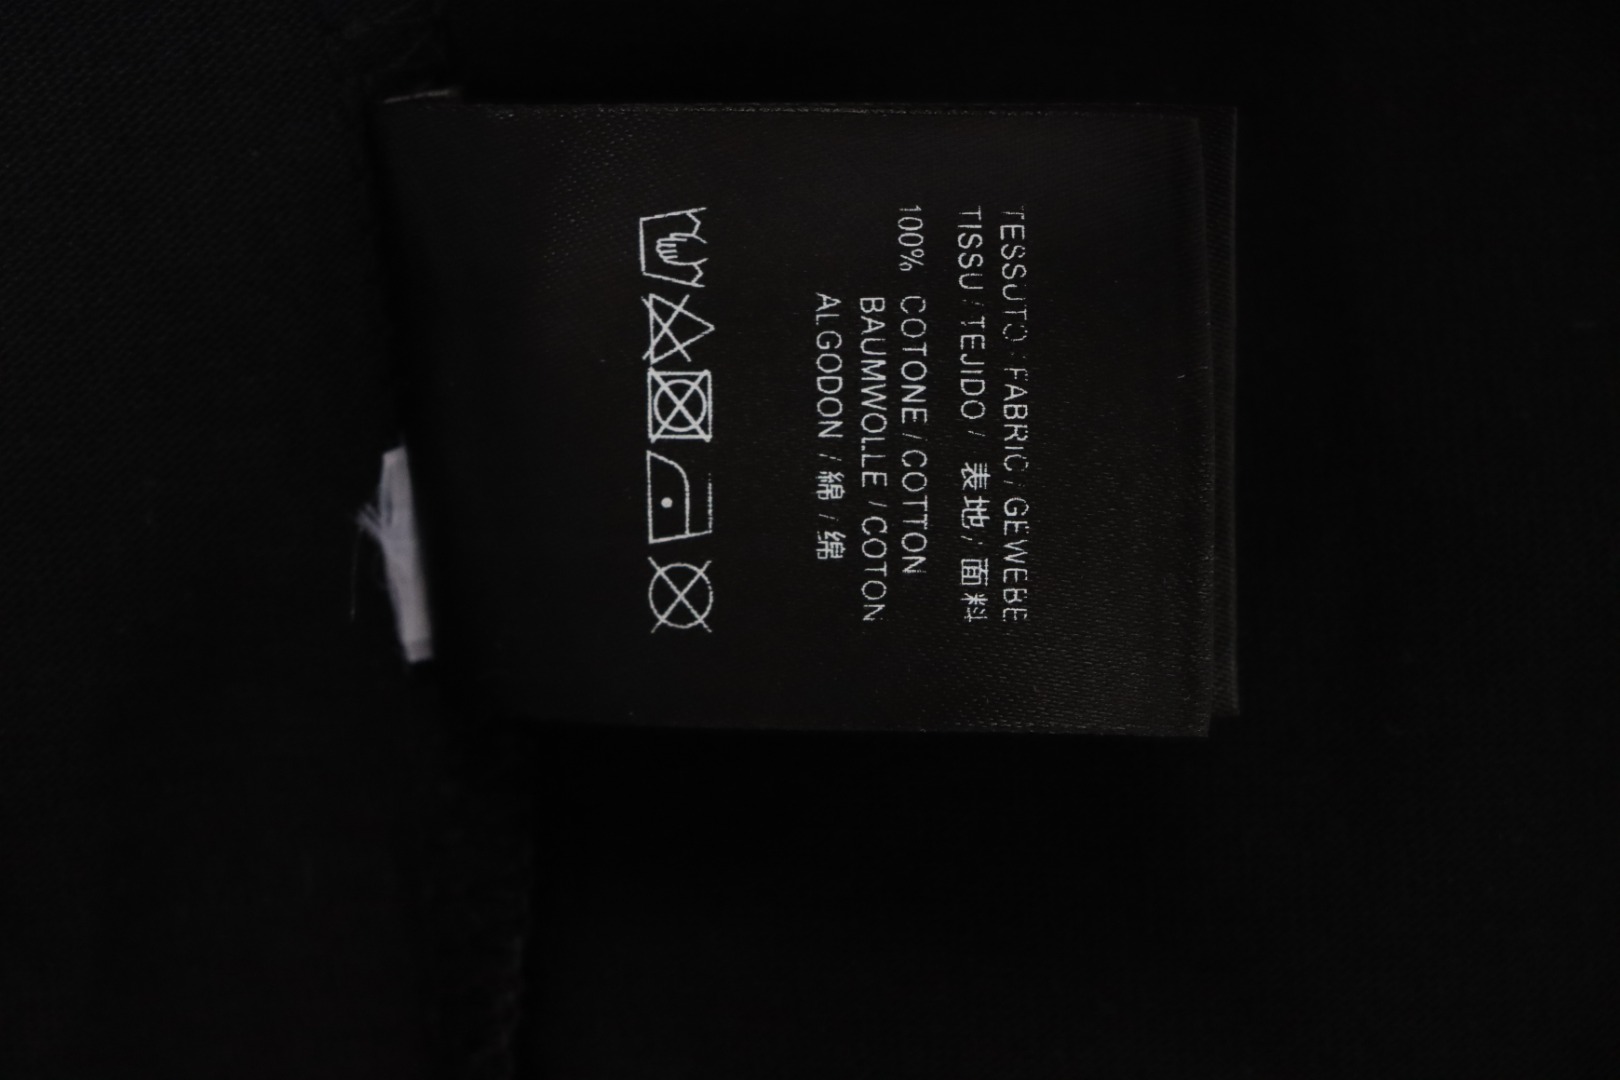 TESSUTO / FABRIC / GEWEBE
TISSU / TEJIDO / 表地 / 面料
100% COTONE / COTTON
BAUMWOLLE / COTON
ALGODON / 綿 / 绵